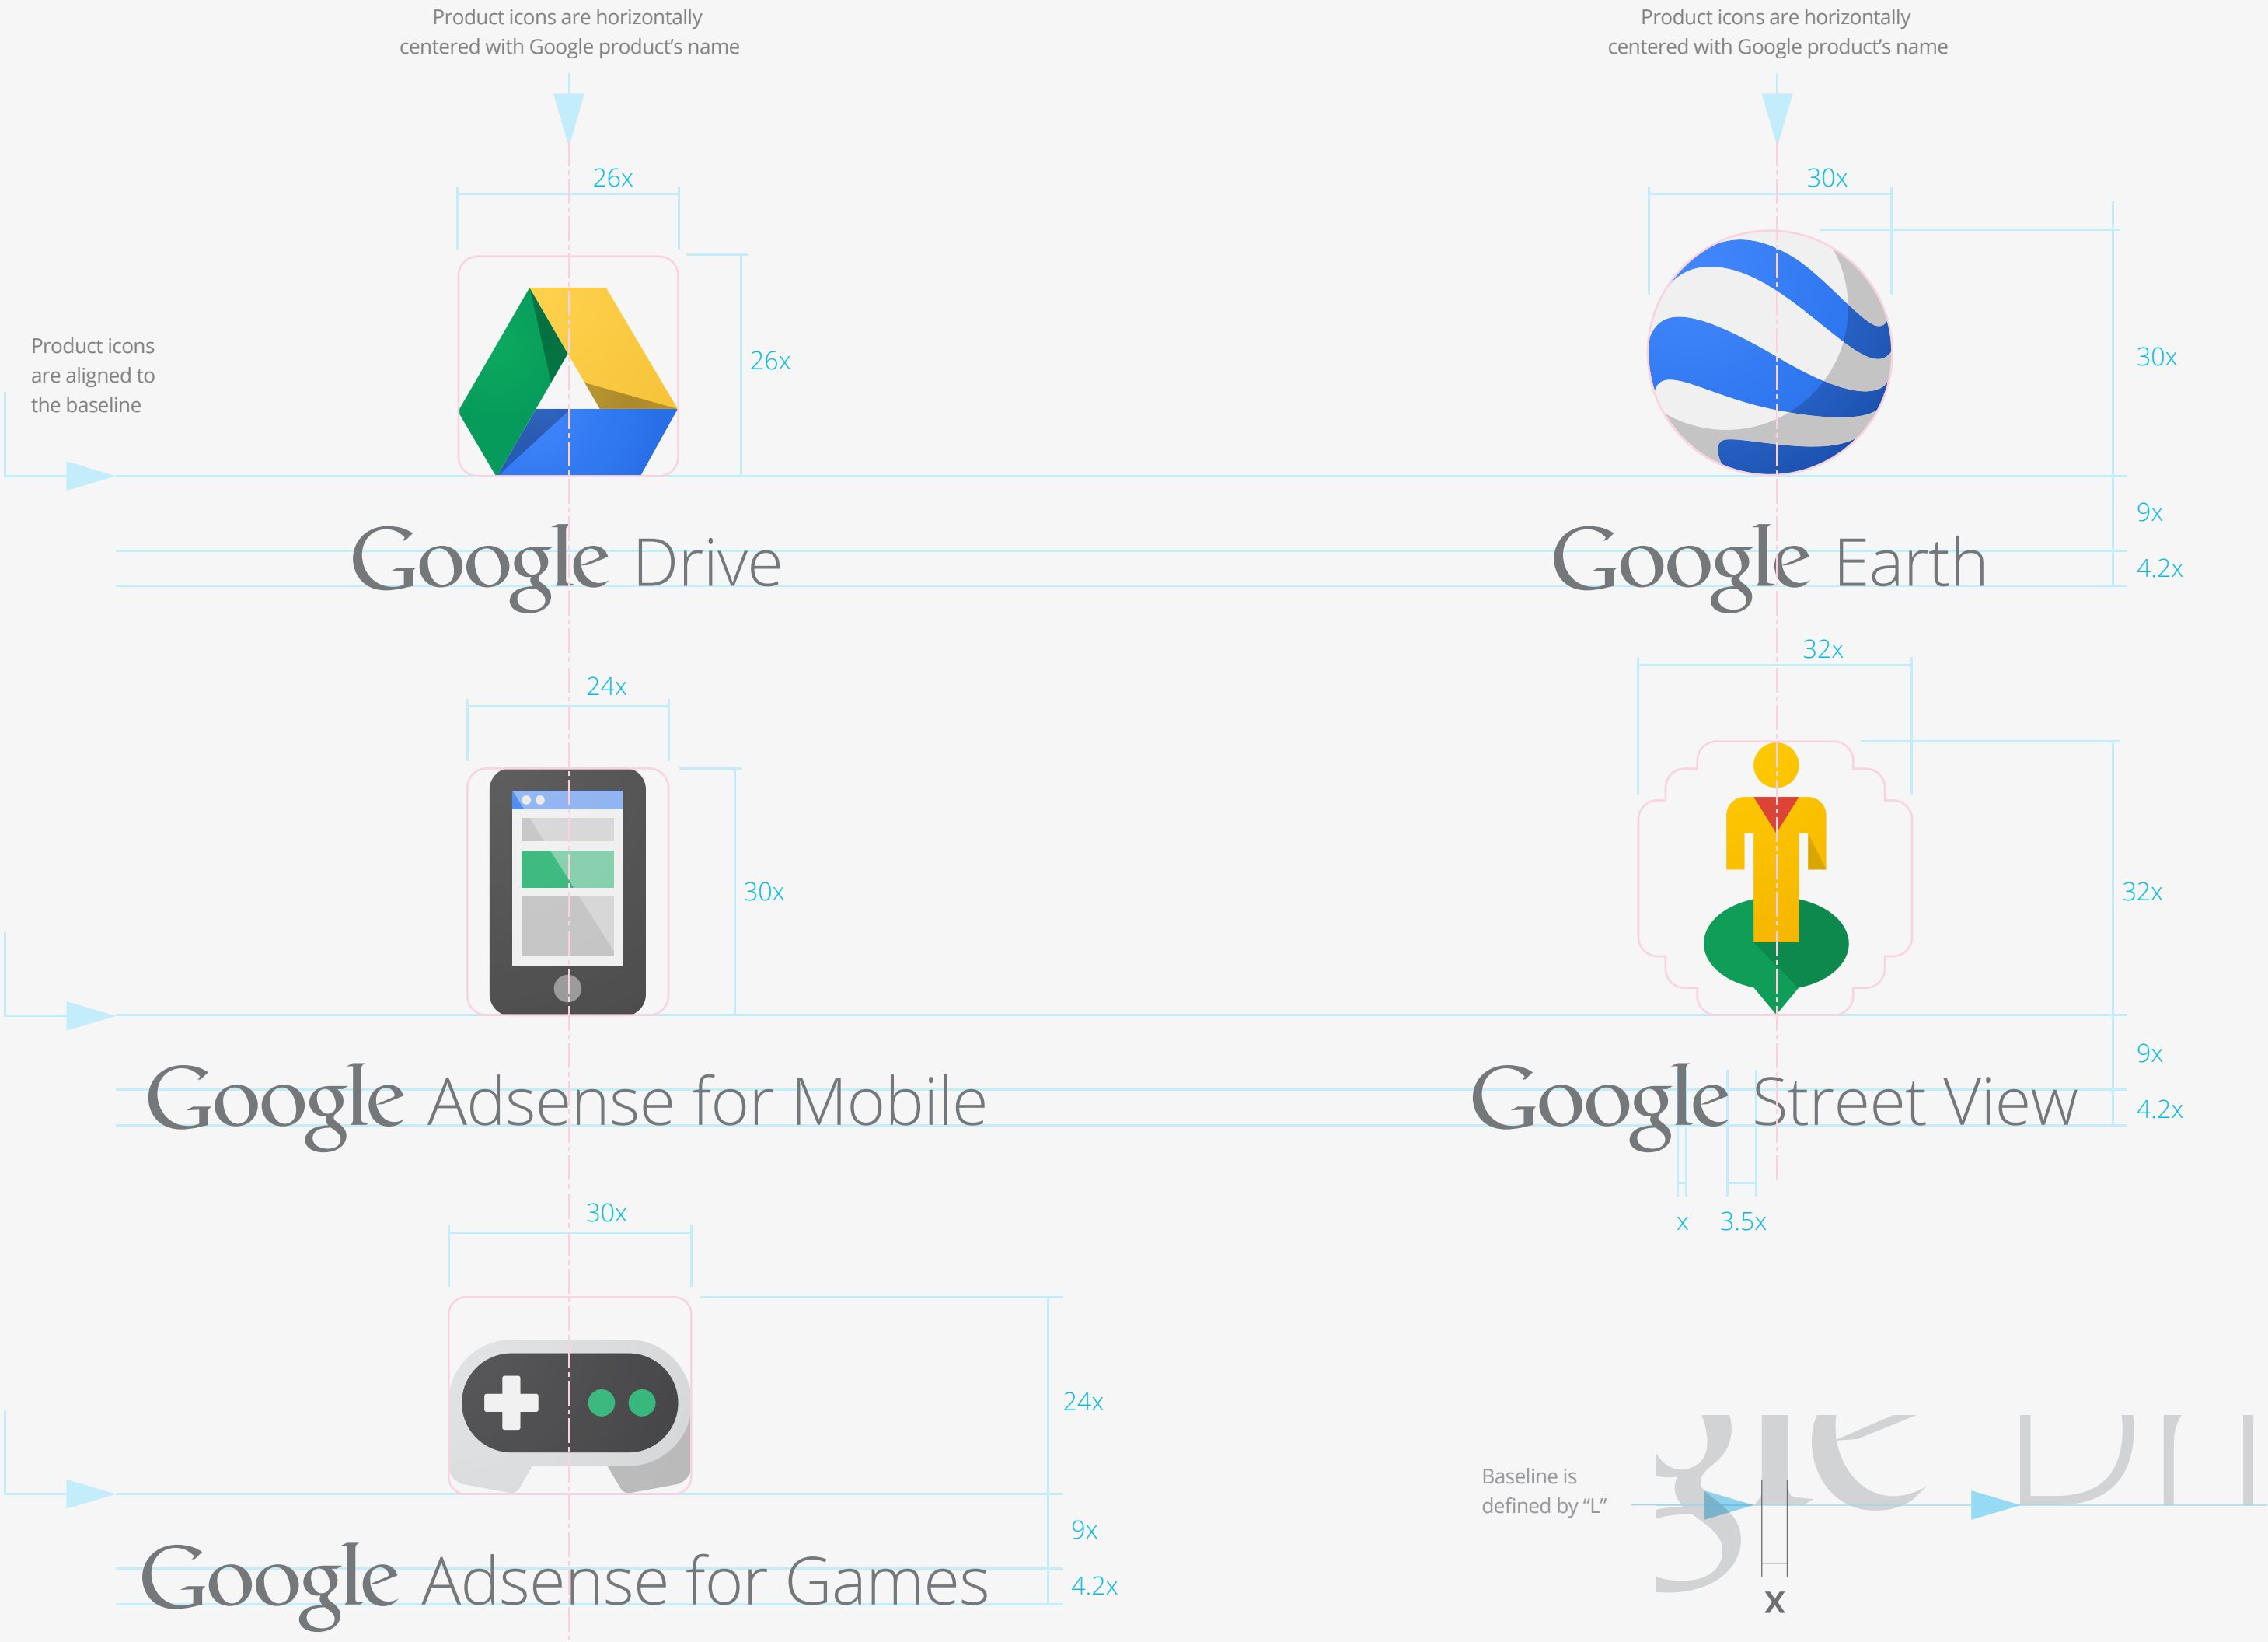 Product icons are horizontally
centered with Google product’s name
Product icons are horizontally
centered with Google product’s name
26x
30x
Product icons
are aligned to
the baseline
26x
30x
9x
Google Drive
Google Earth
4.2x
32x
24x
30x
32x
9x
Google Adsense for Mobile
Google Street View
4.2x
x
3.5x
30x
24x
Baseline is
defined by “L”
gle Dri
9x
Google Adsense for Games
4.2x
x